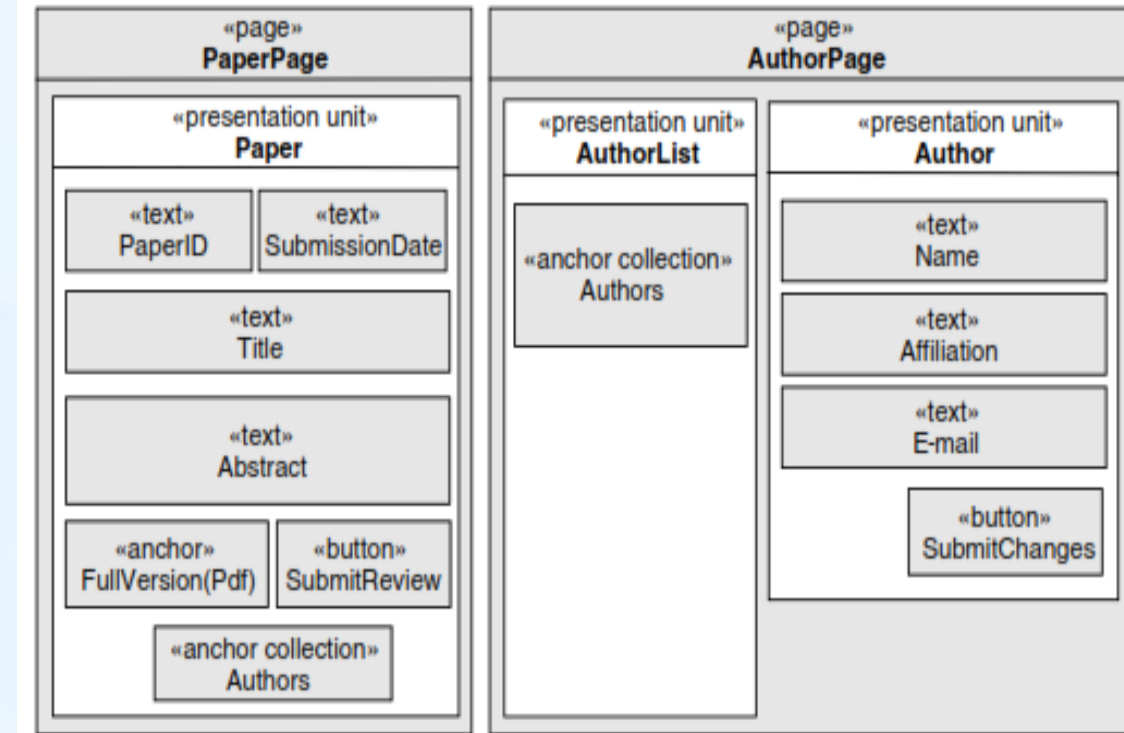 «page»
PaperPage
«presentation unit»
Paper
«text»
PaperID
«text»
SubmissionDate
«text»
Title
«text»
Abstract
«anchor»
FullVersion(Pdf)
«button»
SubmitReview
«anchor collection»
Authors
«page»
AuthorPage
«presentation unit»
AuthorList
«anchor collection»
Authors
«presentation unit»
Author
«text»
Name
«text»
Affiliation
«text»
E-mail
«button»
SubmitChanges